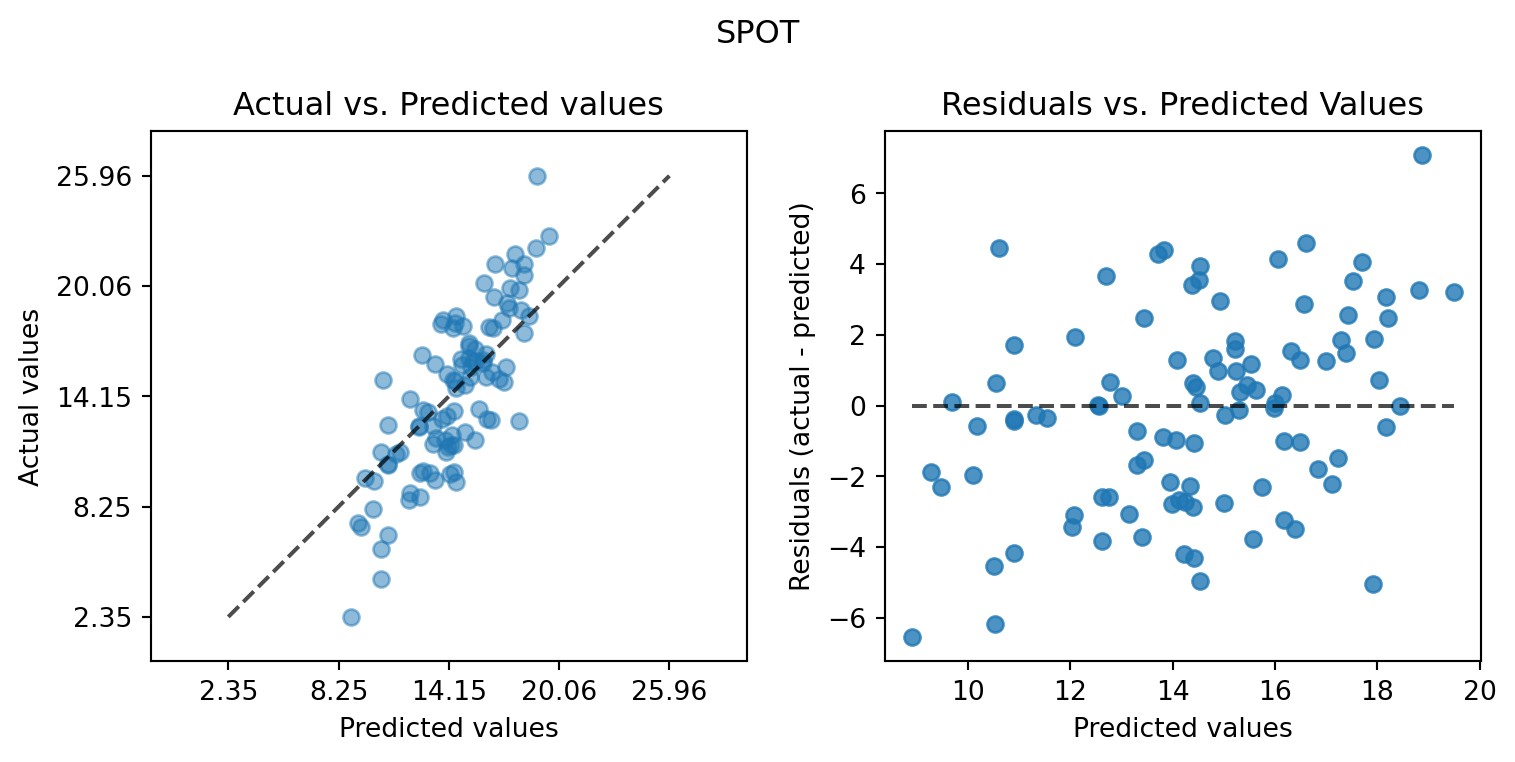 SPOT
Actual vs. Predicted values
Actual values
25.96
20.06
14.15
8.25
2.35
2.35 8.25 14.15 20.06 25.96
Predicted values
Residuals vs. Predicted Values
Residuals (actual - predicted)
6
4
2
0
−2
−4
−6
10 12 14 16 18 20
Predicted values